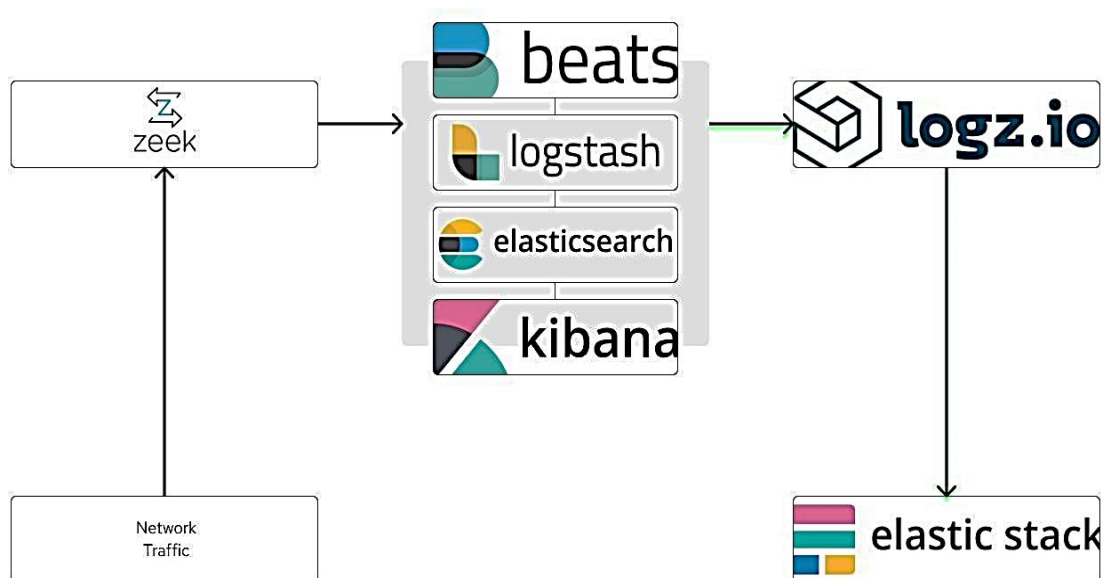 beats
zeek
logstash
logz.io
elasticsearch
kibana
Network
Traffic
elastic stack